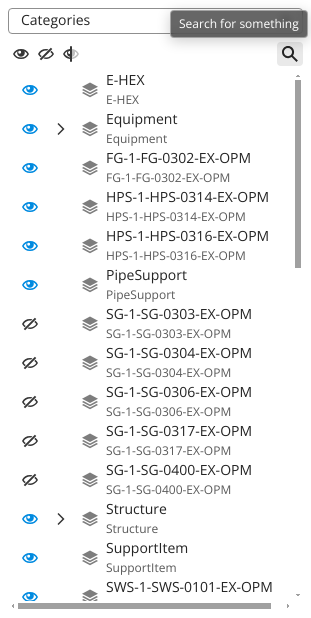 Categories
Search for something
E-HEX
E-HEX
Equipment
Equipment
FG-1-FG-0302-EX-OPM
FG-1-FG-0302-EX-OPM
HPS-1-HPS-0314-EX-OPM
HPS-1-HPS-0314-EX-OPM
HPS-1-HPS-0316-EX-OPM
HPS-1-HPS-0316-EX-OPM
PipeSupport
PipeSupport
SG-1-SG-0303-EX-OPM
SG-1-SG-0303-EX-OPM
SG-1-SG-0304-EX-OPM
SG-1-SG-0304-EX-OPM
SG-1-SG-0306-EX-OPM
SG-1-SG-0306-EX-OPM
SG-1-SG-0317-EX-OPM
SG-1-SG-0317-EX-OPM
SG-1-SG-0400-EX-OPM
SG-1-SG-0400-EX-OPM
Structure
Structure
SupportItem
SupportItem
SWS-1-SWS-0101-EX-OPM